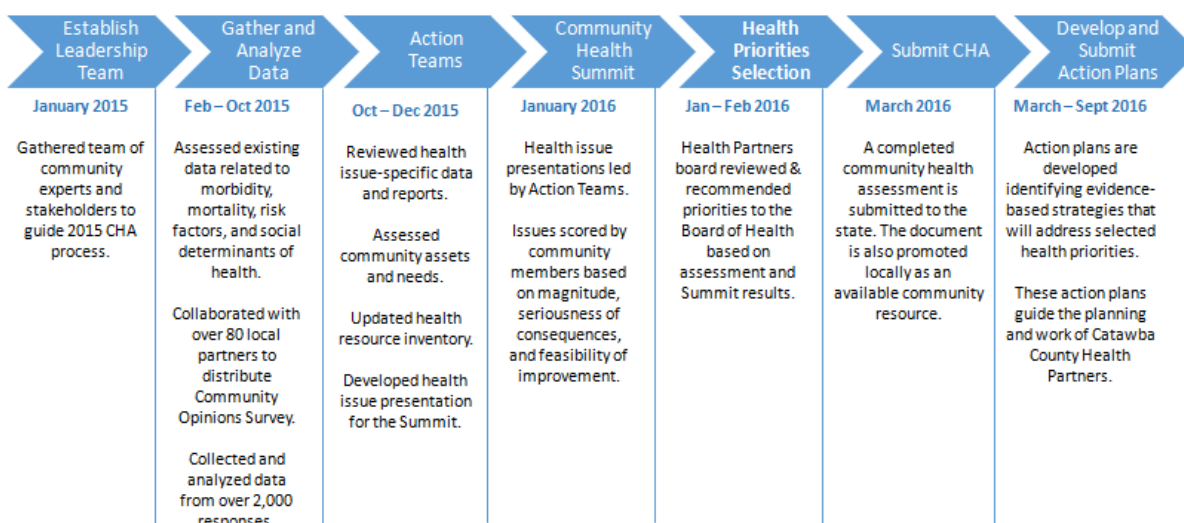 Establish
Leadership
Team
January 2015
Gathered team of
community
experts and
stakeholders to
guide 2015 CHA
process.
Gather and
Analyze
Data
Feb – Oct 2015
Assessed existing
data related to
morbidity,
mortality, risk
factors, and social
determinants of
health.
Collaborated with
over 80 local
partners to
distribute
Community
Opinions Survey.
Collected and
analyzed data
from over 2,000
responses
Action
Teams
Oct – Dec 2015
Reviewed health
issue-specific data
and reports.
Assessed
community assets
and needs.
Updated health
resource inventory.
Developed health
issue presentation
for the Summit.
Community
Health
Summit
January 2016
Health issue
presentations led
by Action Teams.
Issues scored by
community
members based
on magnitude,
seriousness of
consequences,
and feasibility of
improvement.
Health
Priorities
Selection
Jan – Feb 2016
Health Partners
board reviewed &
recommended
priorities to the
Board of Health
based on
assessment and
Summit results.
Submit CHA
March 2016
A completed
community health
assessment is
submitted to the
state. The document
is also promoted
locally as an
available community
resource.
Develop and
Submit
Action Plans
March – Sept 2016
Action plans are
developed
identifying evidence-
based strategies that
will address selected
health priorities.
These action plans
guide the planning
and work of Catawba
County Health
Partners.